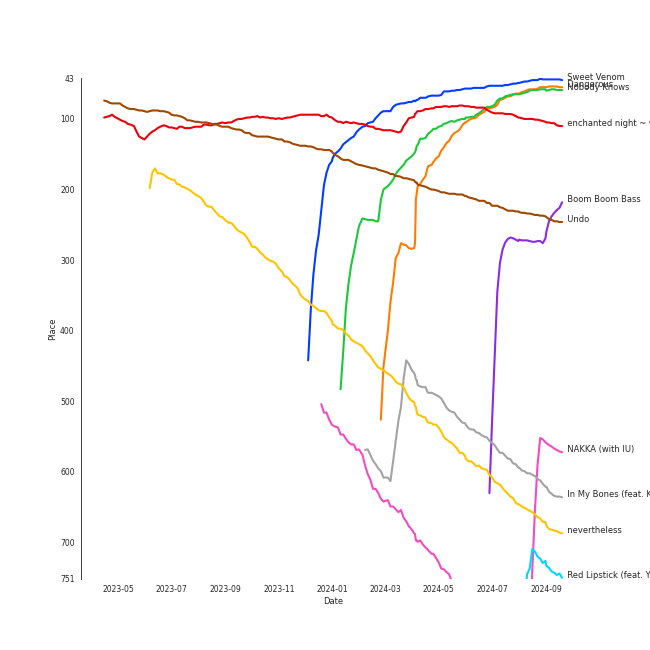 43
100
200
300
400
500
600
700
751
Place
2023-05
2023-07
2023-09
2023-11
2024-01
2024-03
2024-05
2024-07
2024-09
Date
Sweet Venom
Dangerous
Nobody Knows
enchanted night ~
Boom Boom Bass
Undo
NAKKA (with IU)
In My Bones (feat. K
nevertheless
Red Lipstick (feat. Y